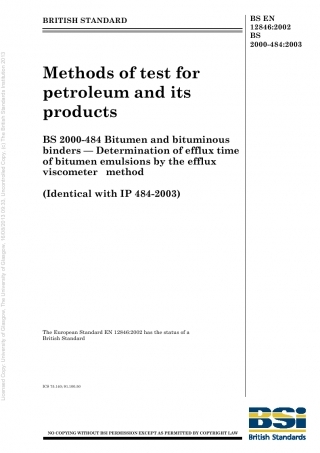 BRITISH STANDARD
BS EN
12846:2002
BS
2000-484:2003
Methods of test for
petroleum and its
products
BS 2000-484 Bitumen and bituminous
binders — Determination of efflux time
of bitumen emulsions by the efflux
viscometer method
(Identical with IP 484-2003)
The European Standard EN 12846:2002 has the status of a
British Standard
NO COPYING WITHOUT BSI PERMISSION EXCEPT AS PERMITTED BY COPYRIGHT LAW
BSi
British Standards